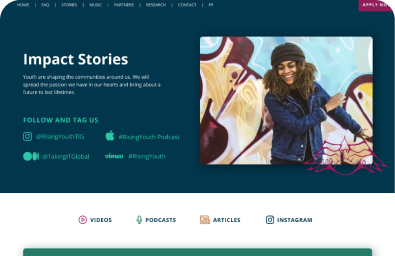 HOME | FAQ | STORIES | MUSIC | PARTNERS | RESEARCH | CONTACT | FR
APPLY NO
Impact Stories
Youth are shaping the communities around us. We will
spread the passion we have in our hearts and bring about a
future to last lifetimes.
FOLLOW AND TAG US
@RisingYouthTIG
#RisingYouth Podcast
@TakingITGlobal
vimeo #RisingYouth
VIDEOS
PODCASTS
ARTICLES
INSTAGRAM